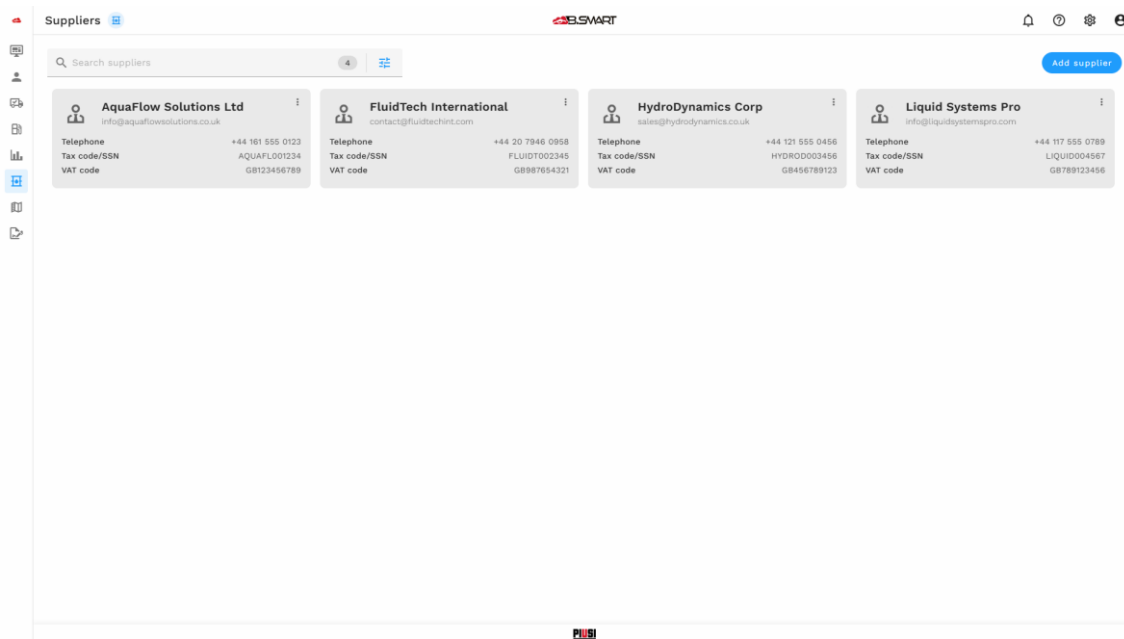 Suppliers
B.SMART
Search suppliers
4
Add supplier
AquaFlow Solutions Ltd
info@aquaflowsolutions.co.uk
Telephone +44 161 555 0123
Tax code/SSN AQUAFL001234
VAT code GB123456789
FluidTech International
contact@fluidtechint.com
Telephone +44 20 7946 0958
Tax code/SSN FLUIDT002345
VAT code GB987654321
HydroDynamics Corp
sales@hydrodynamics.co.uk
Telephone +44 121 555 0456
Tax code/SSN HYDROD003456
VAT code GB456789123
Liquid Systems Pro
info@liquidsystemspro.com
Telephone +44 117 555 0789
Tax code/SSN LIQUID004567
VAT code GB789123456
PIUSI